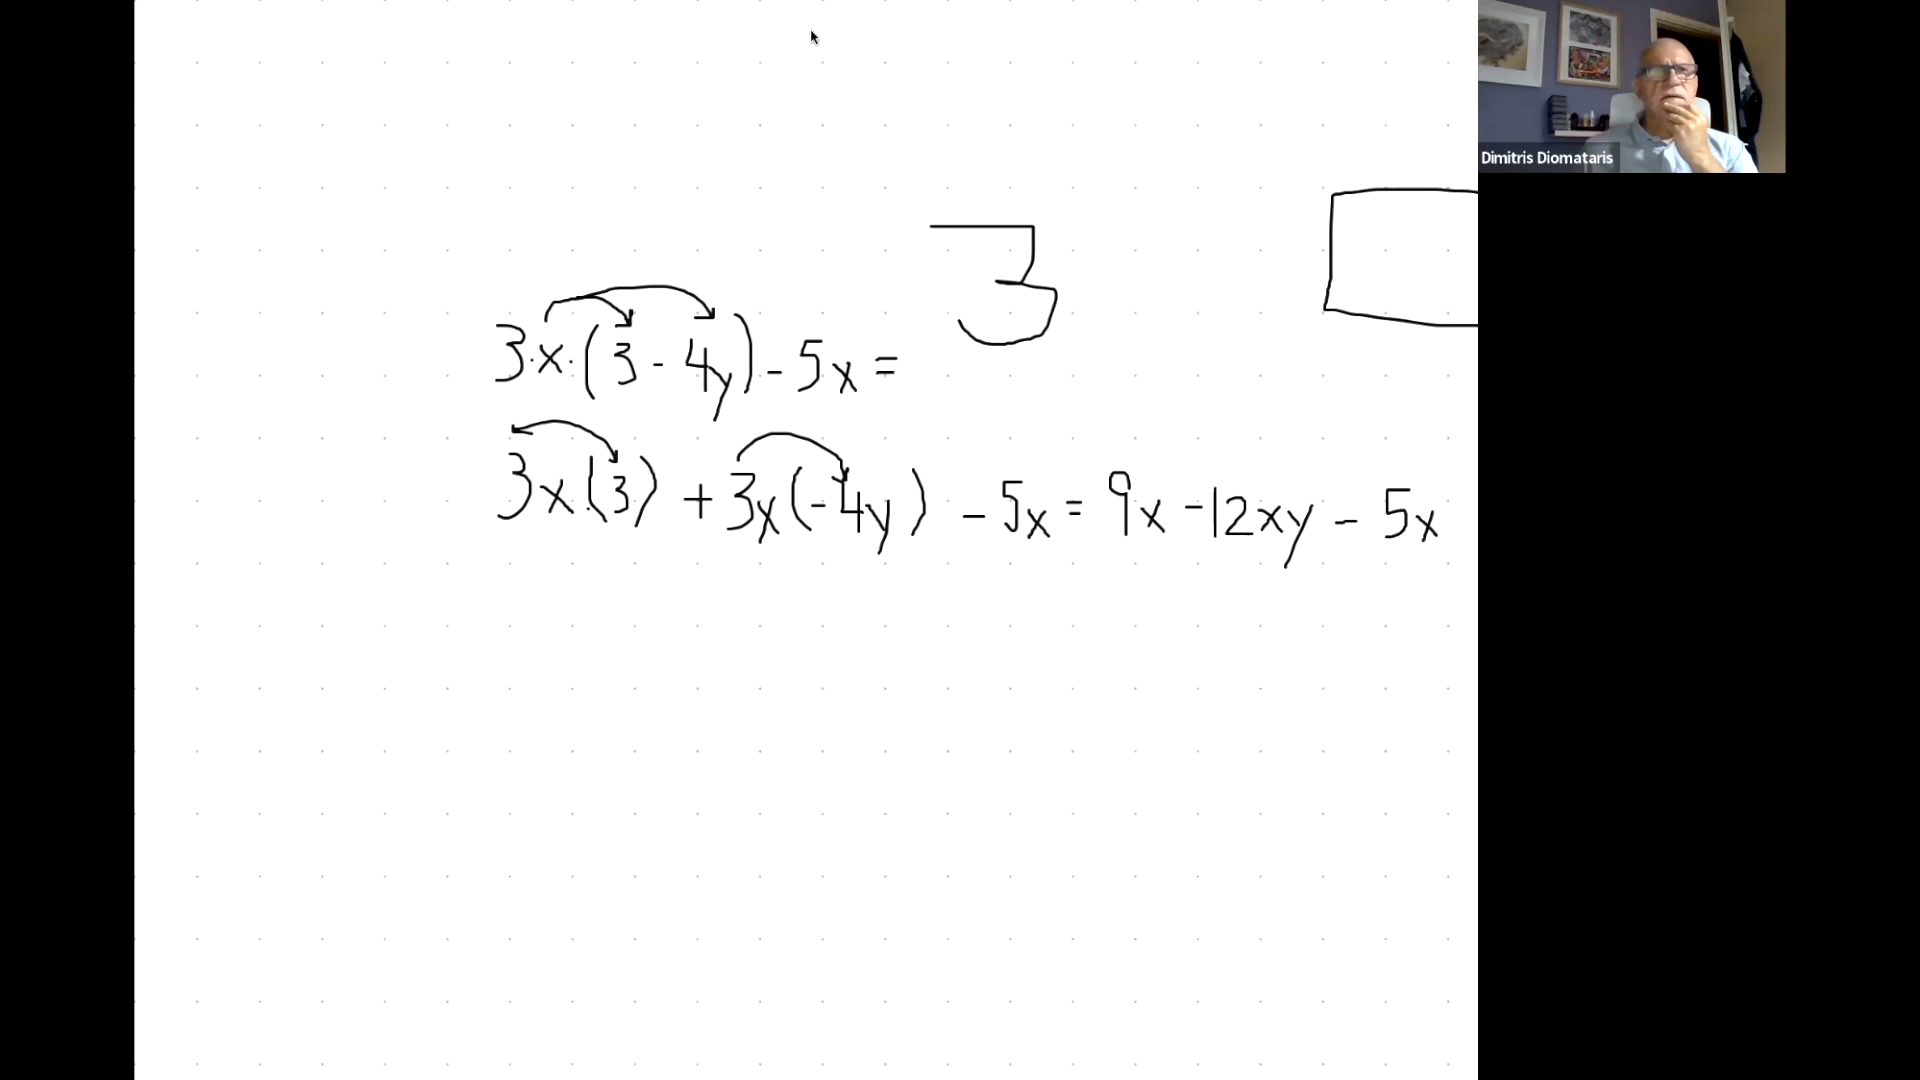 Dimitris Diomataris
3
3·x·(3 - 4y) - 5x =
3x·(3) + 3x(-4y) - 5x = 9x - 12xy - 5x